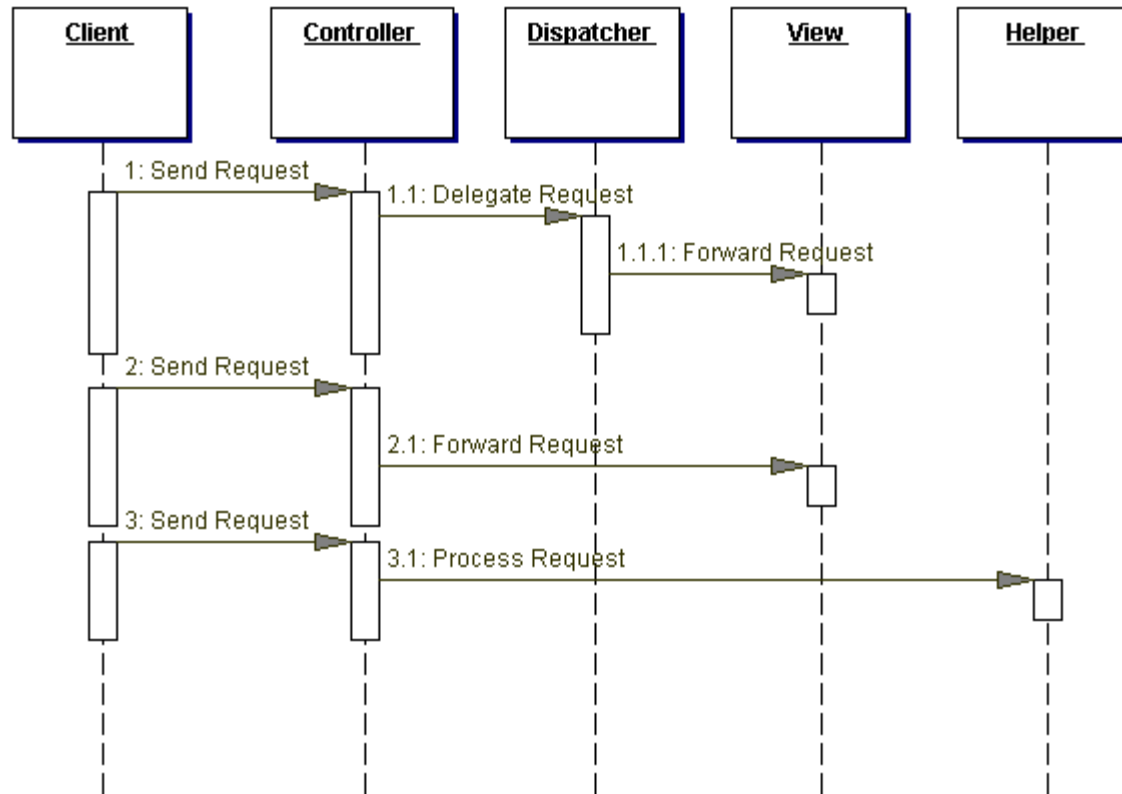 Client
Controller
Dispatcher
View
Helper
1: Send Request
1.1: Delegate Request
1.1.1: Forward Request
2: Send Request
2.1: Forward Request
3: Send Request
3.1: Process Request